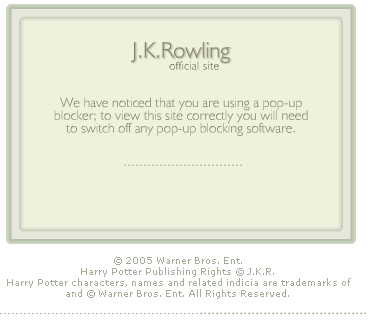 J.K.Rowling
official site
We have noticed that you are using a pop-up
blocker; to view this site correctly you will need
to switch off any pop-up blocking software.
© 2005 Warner Bros. Ent.
Harry Potter Publishing Rights © J.K.R.
Harry Potter characters, names and related indicia are trademarks of
and © Warner Bros. Ent. All Rights Reserved.